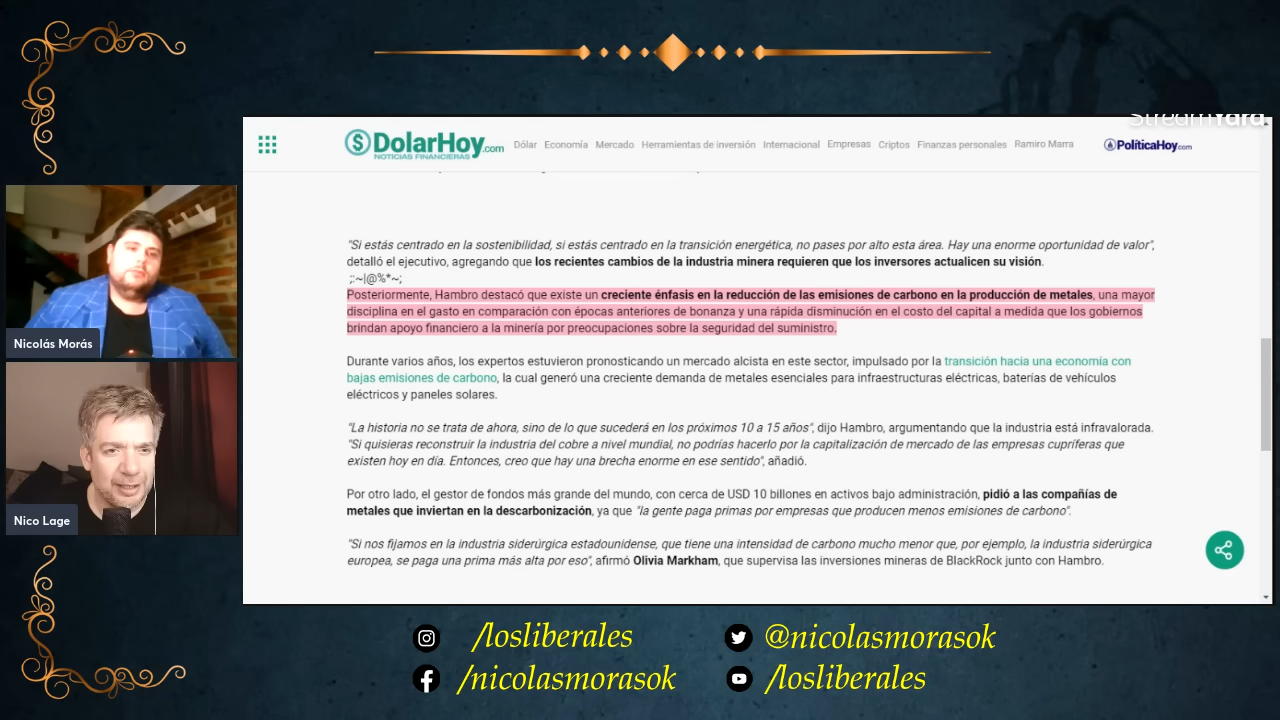 StreamYard
DolarHoy.com
NOTICIAS FINANCIERAS
Dólar Economía Mercado Herramientas de inversión Internacional Empresas Criptos Finanzas personales Ramiro Marra
PolíticaHoy.com
"Si estás centrado en la sostenibilidad, si estás centrado en la transición energética, no pases por alto esta área. Hay una enorme oportunidad de valor",
detalló el ejecutivo, agregando que los recientes cambios de la industria minera requieren que los inversores actualicen su visión.
;:~|@%*~;
Posteriormente, Hambro destacó que existe un creciente énfasis en la reducción de las emisiones de carbono en la producción de metales, una mayor
disciplina en el gasto en comparación con épocas anteriores de bonanza y una rápida disminución en el costo del capital a medida que los gobiernos
brindan apoyo financiero a la minería por preocupaciones sobre la seguridad del suministro.
Durante varios años, los expertos estuvieron pronosticando un mercado alcista en este sector, impulsado por la transición hacia una economía con
bajas emisiones de carbono, la cual generó una creciente demanda de metales esenciales para infraestructuras eléctricas, baterías de vehículos
eléctricos y paneles solares.
"La historia no se trata de ahora, sino de lo que sucederá en los próximos 10 a 15 años", dijo Hambro, argumentando que la industria está infravalorada.
"Si quisieras reconstruir la industria del cobre a nivel mundial, no podrías hacerlo por la capitalización de mercado de las empresas cupríferas que
existen hoy en día. Entonces, creo que hay una brecha enorme en ese sentido", añadió.
Por otro lado, el gestor de fondos más grande del mundo, con cerca de USD 10 billones en activos bajo administración, pidió a las compañías de
metales que inviertan en la descarbonización, ya que "la gente paga primas por empresas que producen menos emisiones de carbono".
"Si nos fijamos en la industria siderúrgica estadounidense, que tiene una intensidad de carbono mucho menor que, por ejemplo, la industria siderúrgica
europea, se paga una prima más alta por eso", afirmó Olivia Markham, que supervisa las inversiones mineras de BlackRock junto con Hambro.
Nicolás Morás
Nico Lage
/losliberales
@nicolasmorasok
/nicolasmorasok
/losliberales